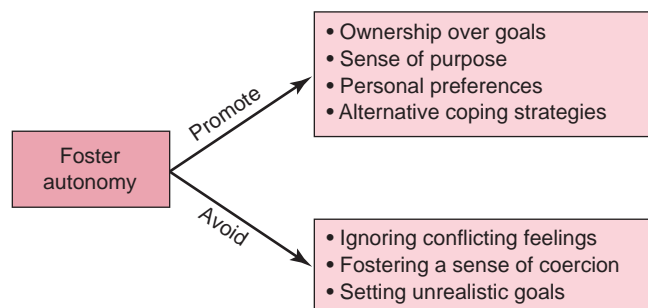 Foster
autonomy
Promote
• Ownership over goals
• Sense of purpose
• Personal preferences
• Alternative coping strategies
Avoid
• Ignoring conflicting feelings
• Fostering a sense of coercion
• Setting unrealistic goals